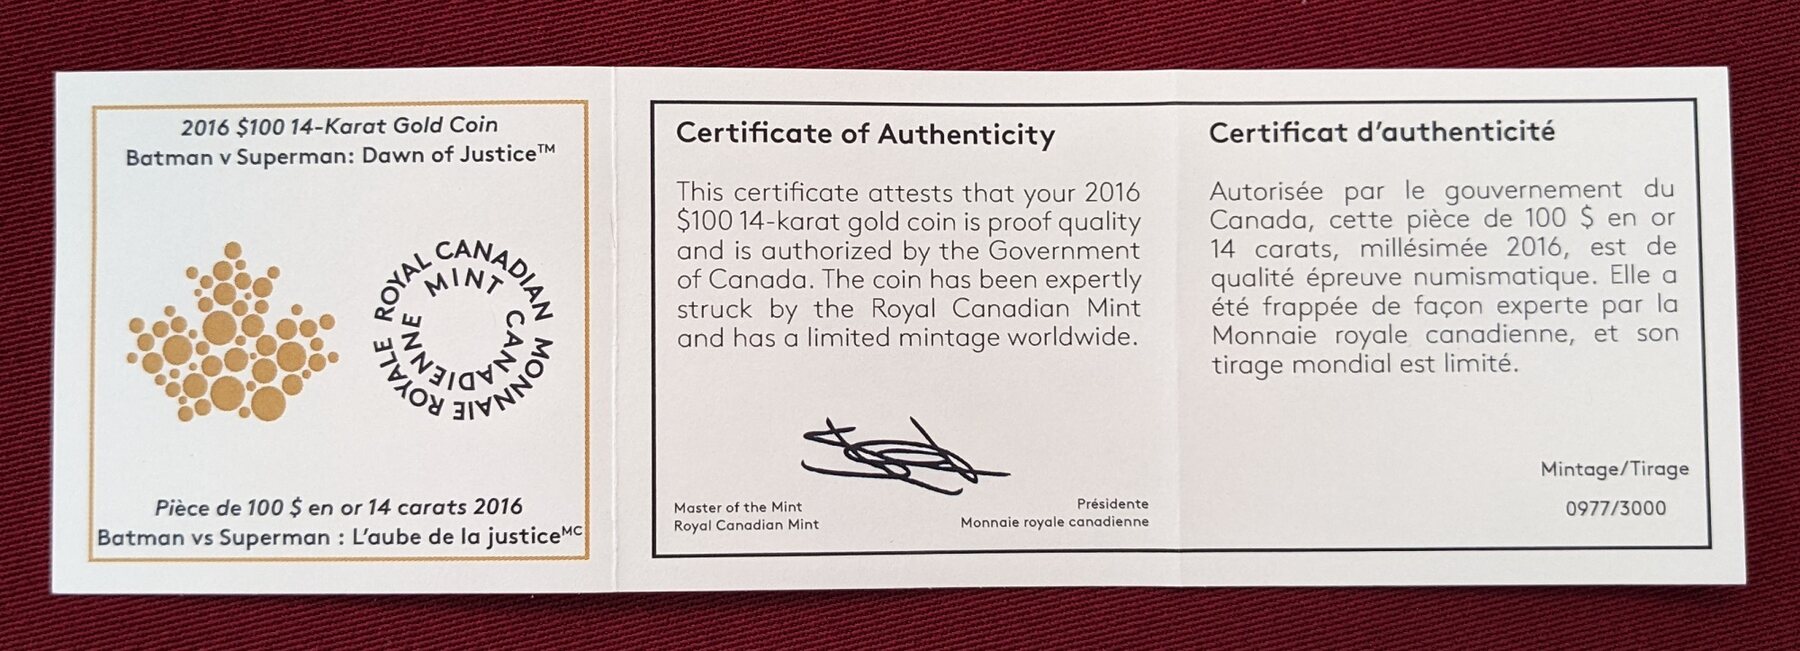 2016 $100 14-Karat Gold Coin
Batman v Superman: Dawn of Justice™
ROYAL CANADIAN MINT
MONNAIE ROYALE CANADIENNE
Pièce de 100 $ en or 14 carats 2016
Batman vs Superman : L'aube de la justiceᴹᶜ
Certificate of Authenticity
This certificate attests that your 2016
$100 14-karat gold coin is proof quality
and is authorized by the Government
of Canada. The coin has been expertly
struck by the Royal Canadian Mint
and has a limited mintage worldwide.
Master of the Mint
Royal Canadian Mint
Présidente
Monnaie royale canadienne
Certificat d'authenticité
Autorisée par le gouvernement du
Canada, cette pièce de 100 $ en or
14 carats, millésimée 2016, est de
qualité épreuve numismatique. Elle a
été frappée de façon experte par la
Monnaie royale canadienne, et son
tirage mondial est limité.
Mintage/Tirage
0977/3000